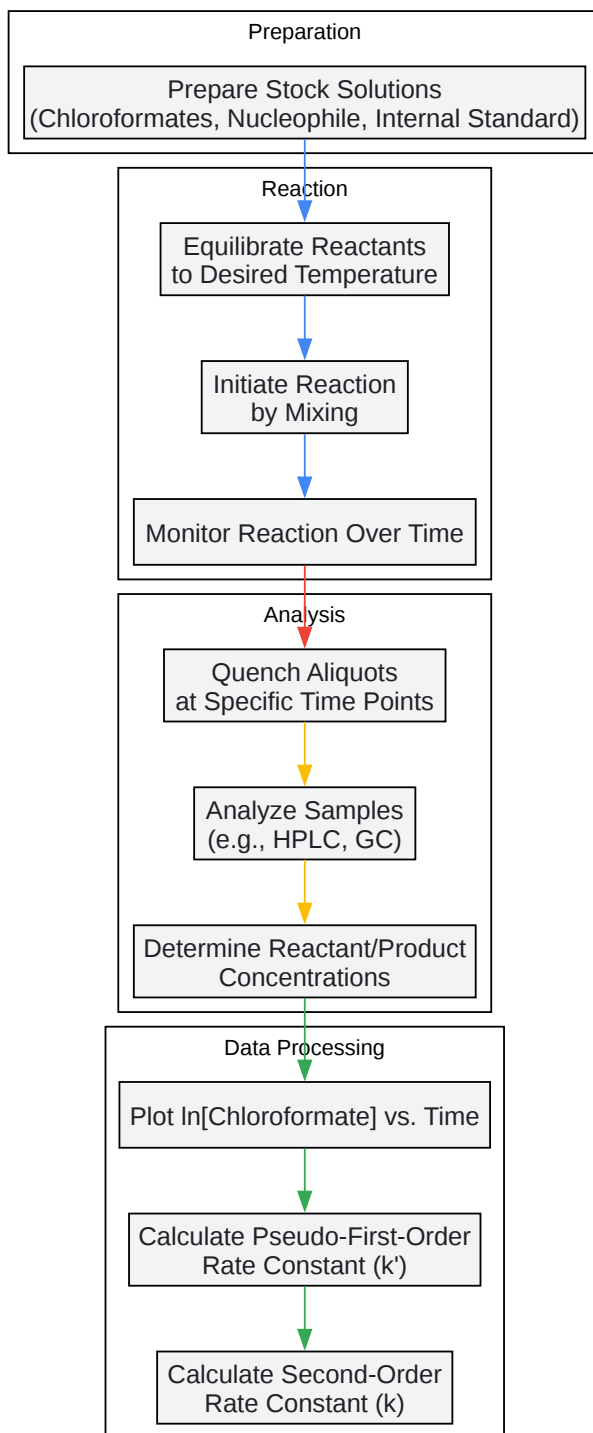 Preparation
Prepare Stock Solutions
(Chloroformates, Nucleophile, Internal Standard)
Reaction
Equilibrate Reactants
to Desired Temperature
Initiate Reaction
by Mixing
Monitor Reaction Over Time
Analysis
Quench Aliquots
at Specific Time Points
Analyze Samples
(e.g., HPLC, GC)
Determine Reactant/Product
Concentrations
Data Processing
Plot ln[Chloroformate] vs. Time
Calculate Pseudo-First-Order
Rate Constant (k')
Calculate Second-Order
Rate Constant (k)